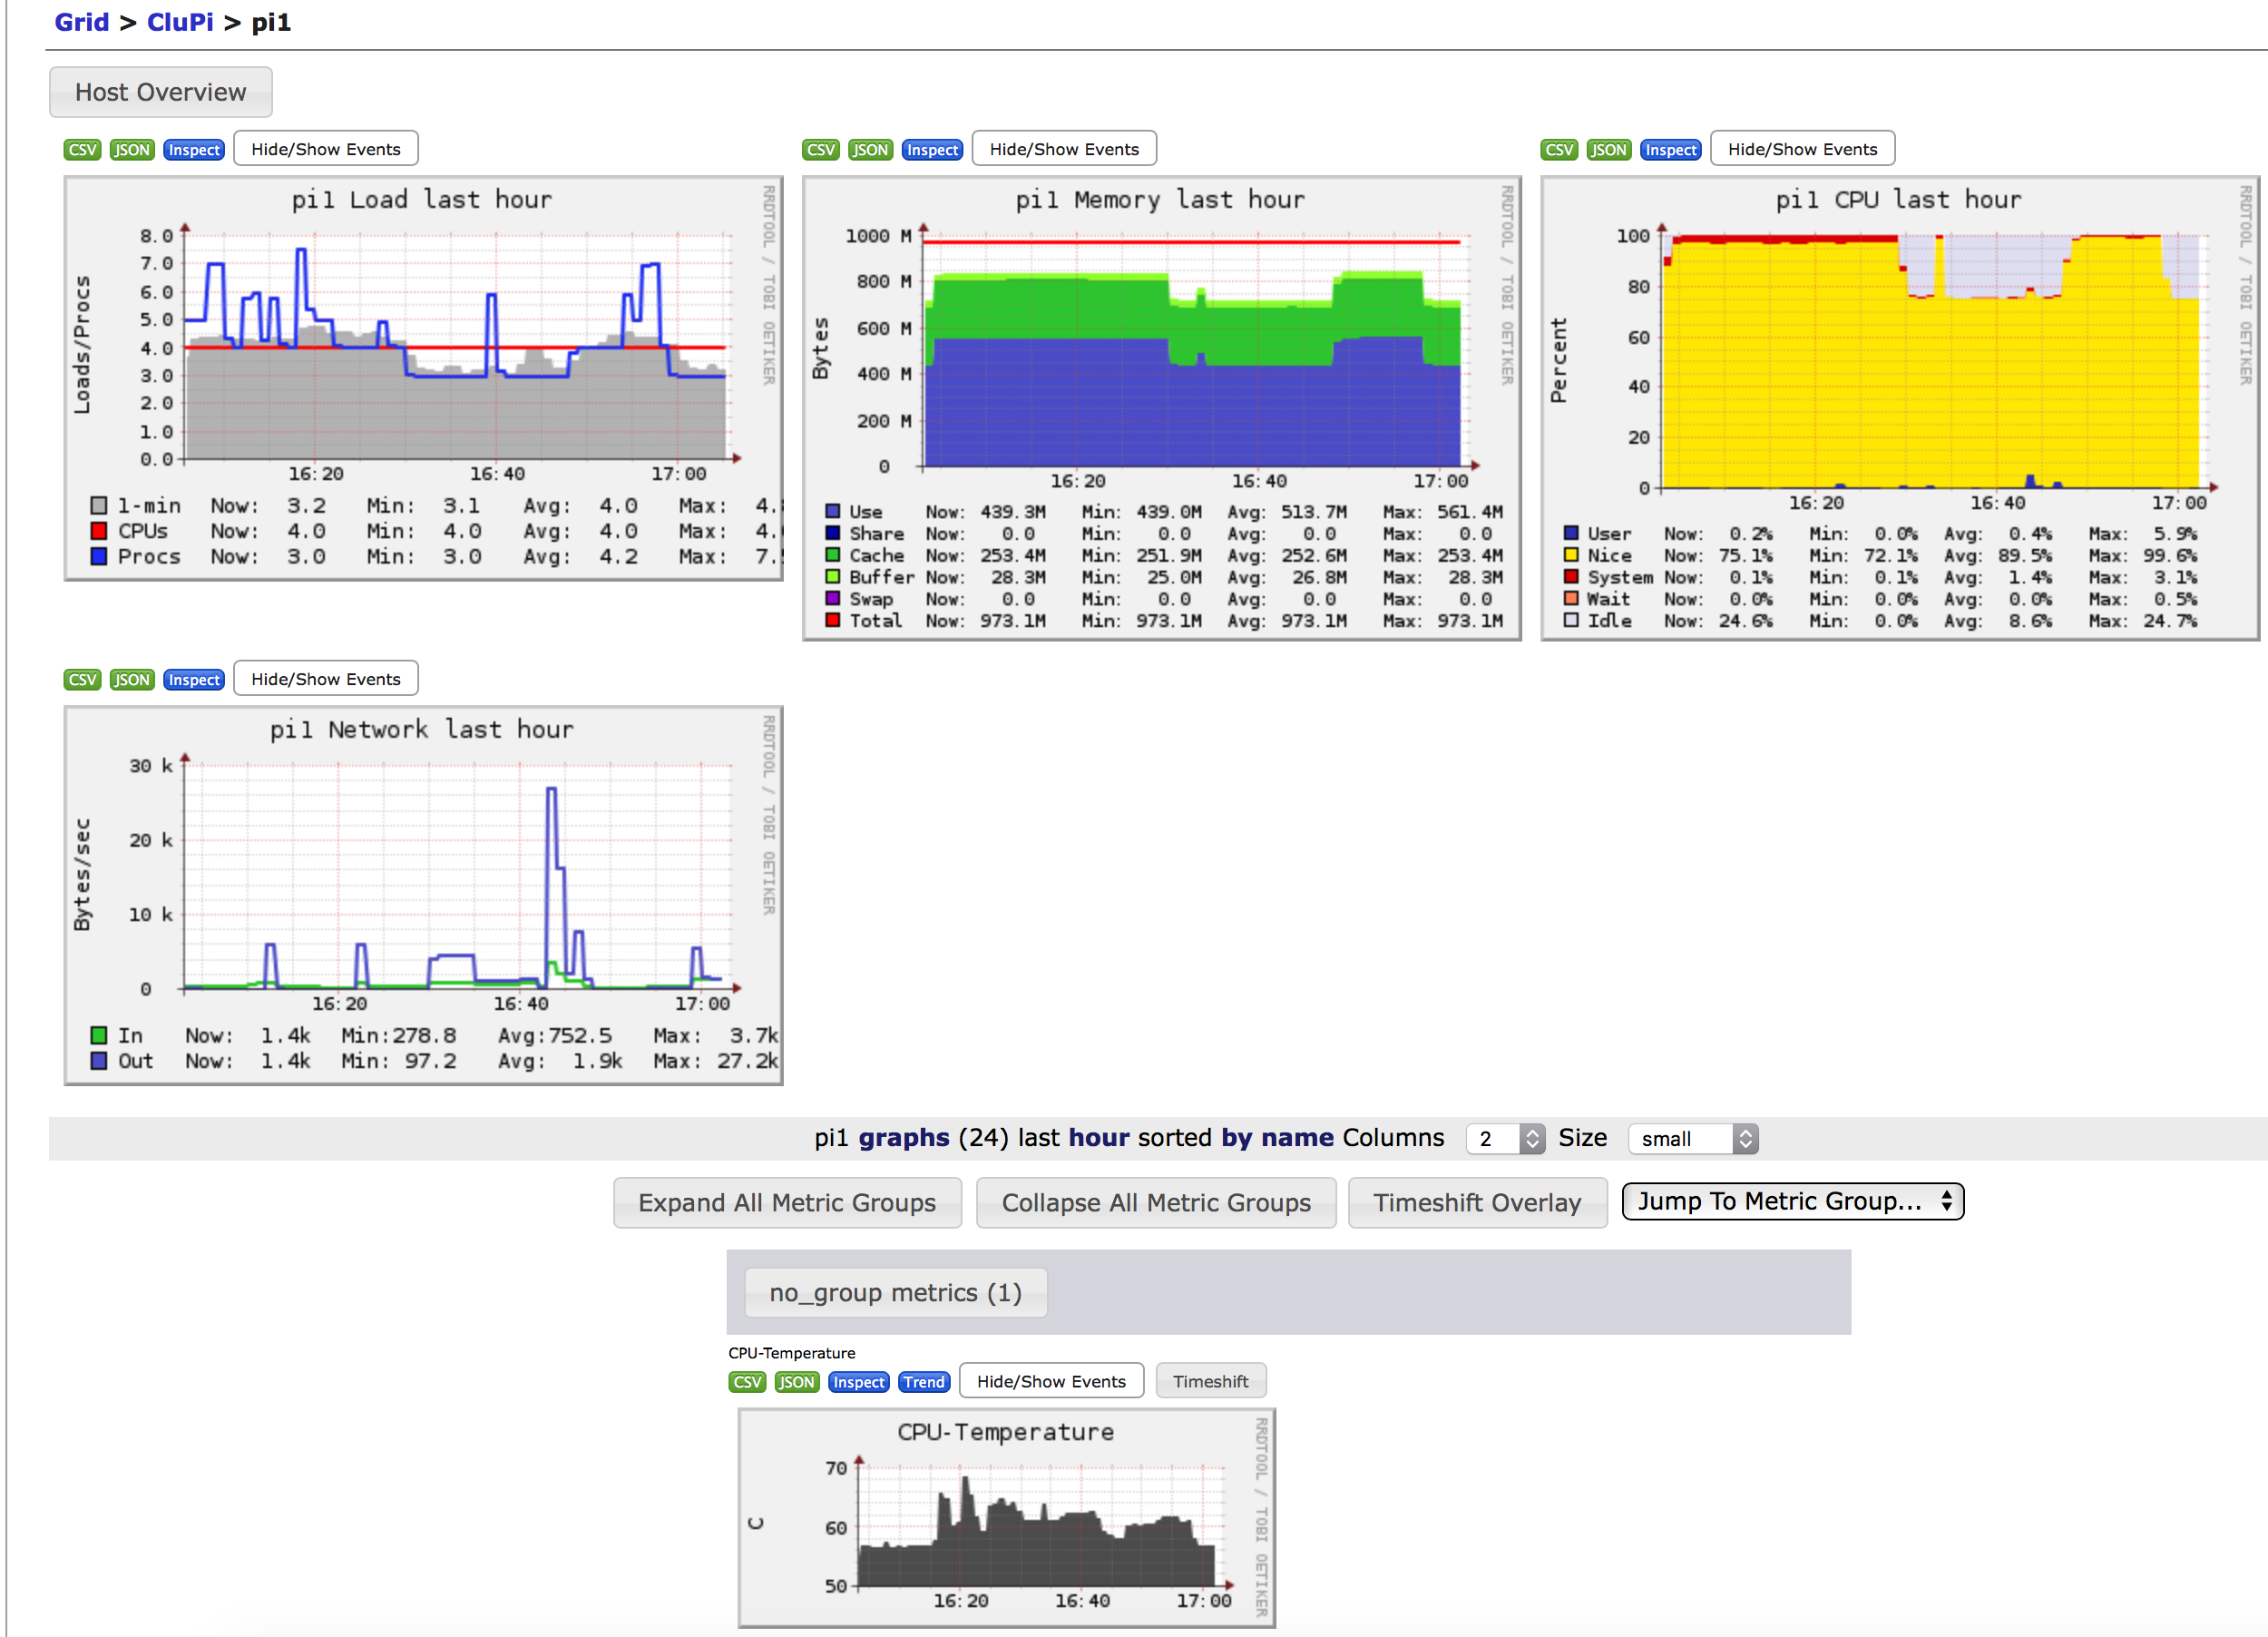 Grid > CluPi > pi1
Host Overview
CSV JSON Inspect Hide/Show Events
pi1 Load last hour
RRDTOOL / TOBI OETIKER
Loads/Procs
8.0
7.0
6.0
5.0
4.0
3.0
2.0
1.0
0.0
16:20 16:40 17:00
1-min Now: 3.2 Min: 3.1 Avg: 4.0 Max: 4.
CPUs Now: 4.0 Min: 4.0 Avg: 4.0 Max: 4.
Procs Now: 3.0 Min: 3.0 Avg: 4.2 Max: 7.
CSV JSON Inspect Hide/Show Events
pi1 Memory last hour
RRDTOOL / TOBI OETIKER
Bytes
1000 M
800 M
600 M
400 M
200 M
0
16:20 16:40 17:00
Use Now: 439.3M Min: 439.0M Avg: 513.7M Max: 561.4M
Share Now: 0.0 Min: 0.0 Avg: 0.0 Max: 0.0
Cache Now: 253.4M Min: 251.9M Avg: 252.6M Max: 253.4M
Buffer Now: 28.3M Min: 25.0M Avg: 26.8M Max: 28.3M
Swap Now: 0.0 Min: 0.0 Avg: 0.0 Max: 0.0
Total Now: 973.1M Min: 973.1M Avg: 973.1M Max: 973.1M
CSV JSON Inspect Hide/Show Events
pi1 CPU last hour
RRDTOOL / TOBI OETIKER
Percent
100
80
60
40
20
0
16:20 16:40 17:00
User Now: 0.2% Min: 0.0% Avg: 0.4% Max: 5.9%
Nice Now: 75.1% Min: 72.1% Avg: 89.5% Max: 99.6%
System Now: 0.1% Min: 0.1% Avg: 1.4% Max: 3.1%
Wait Now: 0.0% Min: 0.0% Avg: 0.0% Max: 0.5%
Idle Now: 24.6% Min: 0.0% Avg: 8.6% Max: 24.7%
CSV JSON Inspect Hide/Show Events
pi1 Network last hour
RRDTOOL / TOBI OETIKER
Bytes/sec
30 k
20 k
10 k
0
16:20 16:40 17:00
In Now: 1.4k Min:278.8 Avg:752.5 Max: 3.7k
Out Now: 1.4k Min: 97.2 Avg: 1.9k Max: 27.2k
pi1 graphs (24) last hour sorted by name Columns 2 Size small
Expand All Metric Groups Collapse All Metric Groups Timeshift Overlay Jump To Metric Group...
no_group metrics (1)
CPU-Temperature
CSV JSON Inspect Trend Hide/Show Events Timeshift
CPU-Temperature
RRDTOOL / TOBI OETIKER
C
70
60
50
16:20 16:40 17:00